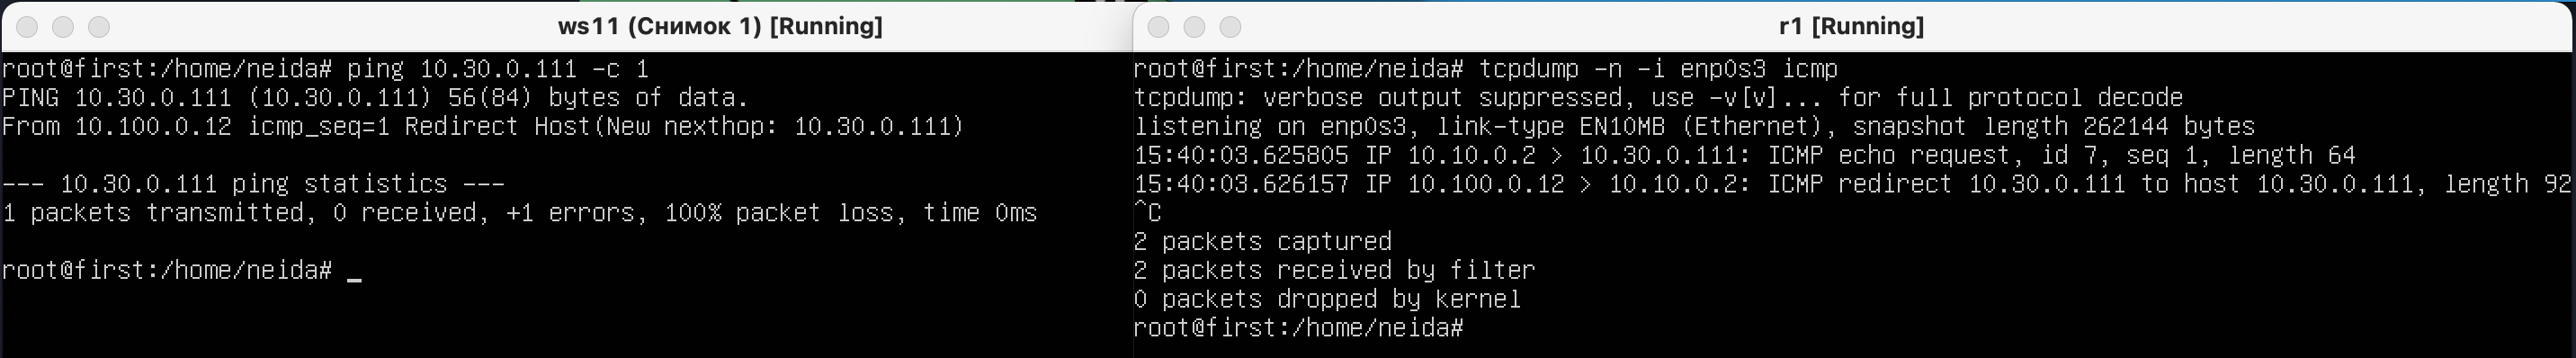 ws11 (Снимок 1) [Running]
root@first:/home/neida# ping 10.30.0.111 -c 1
PING 10.30.0.111 (10.30.0.111) 56(84) bytes of data.
From 10.100.0.12 icmp_seq=1 Redirect Host(New nexthop: 10.30.0.111)
--- 10.30.0.111 ping statistics ---
1 packets transmitted, 0 received, +1 errors, 100% packet loss, time 0ms
root@first:/home/neida# _
r1 [Running]
root@first:/home/neida# tcpdump -n -i enp0s3 icmp
tcpdump: verbose output suppressed, use -v[v]... for full protocol decode
listening on enp0s3, link-type EN10MB (Ethernet), snapshot length 262144 bytes
15:40:03.625805 IP 10.10.0.2 > 10.30.0.111: ICMP echo request, id 7, seq 1, length 64
15:40:03.626157 IP 10.100.0.12 > 10.10.0.2: ICMP redirect 10.30.0.111 to host 10.30.0.111, length 92
^C
2 packets captured
2 packets received by filter
0 packets dropped by kernel
root@first:/home/neida#